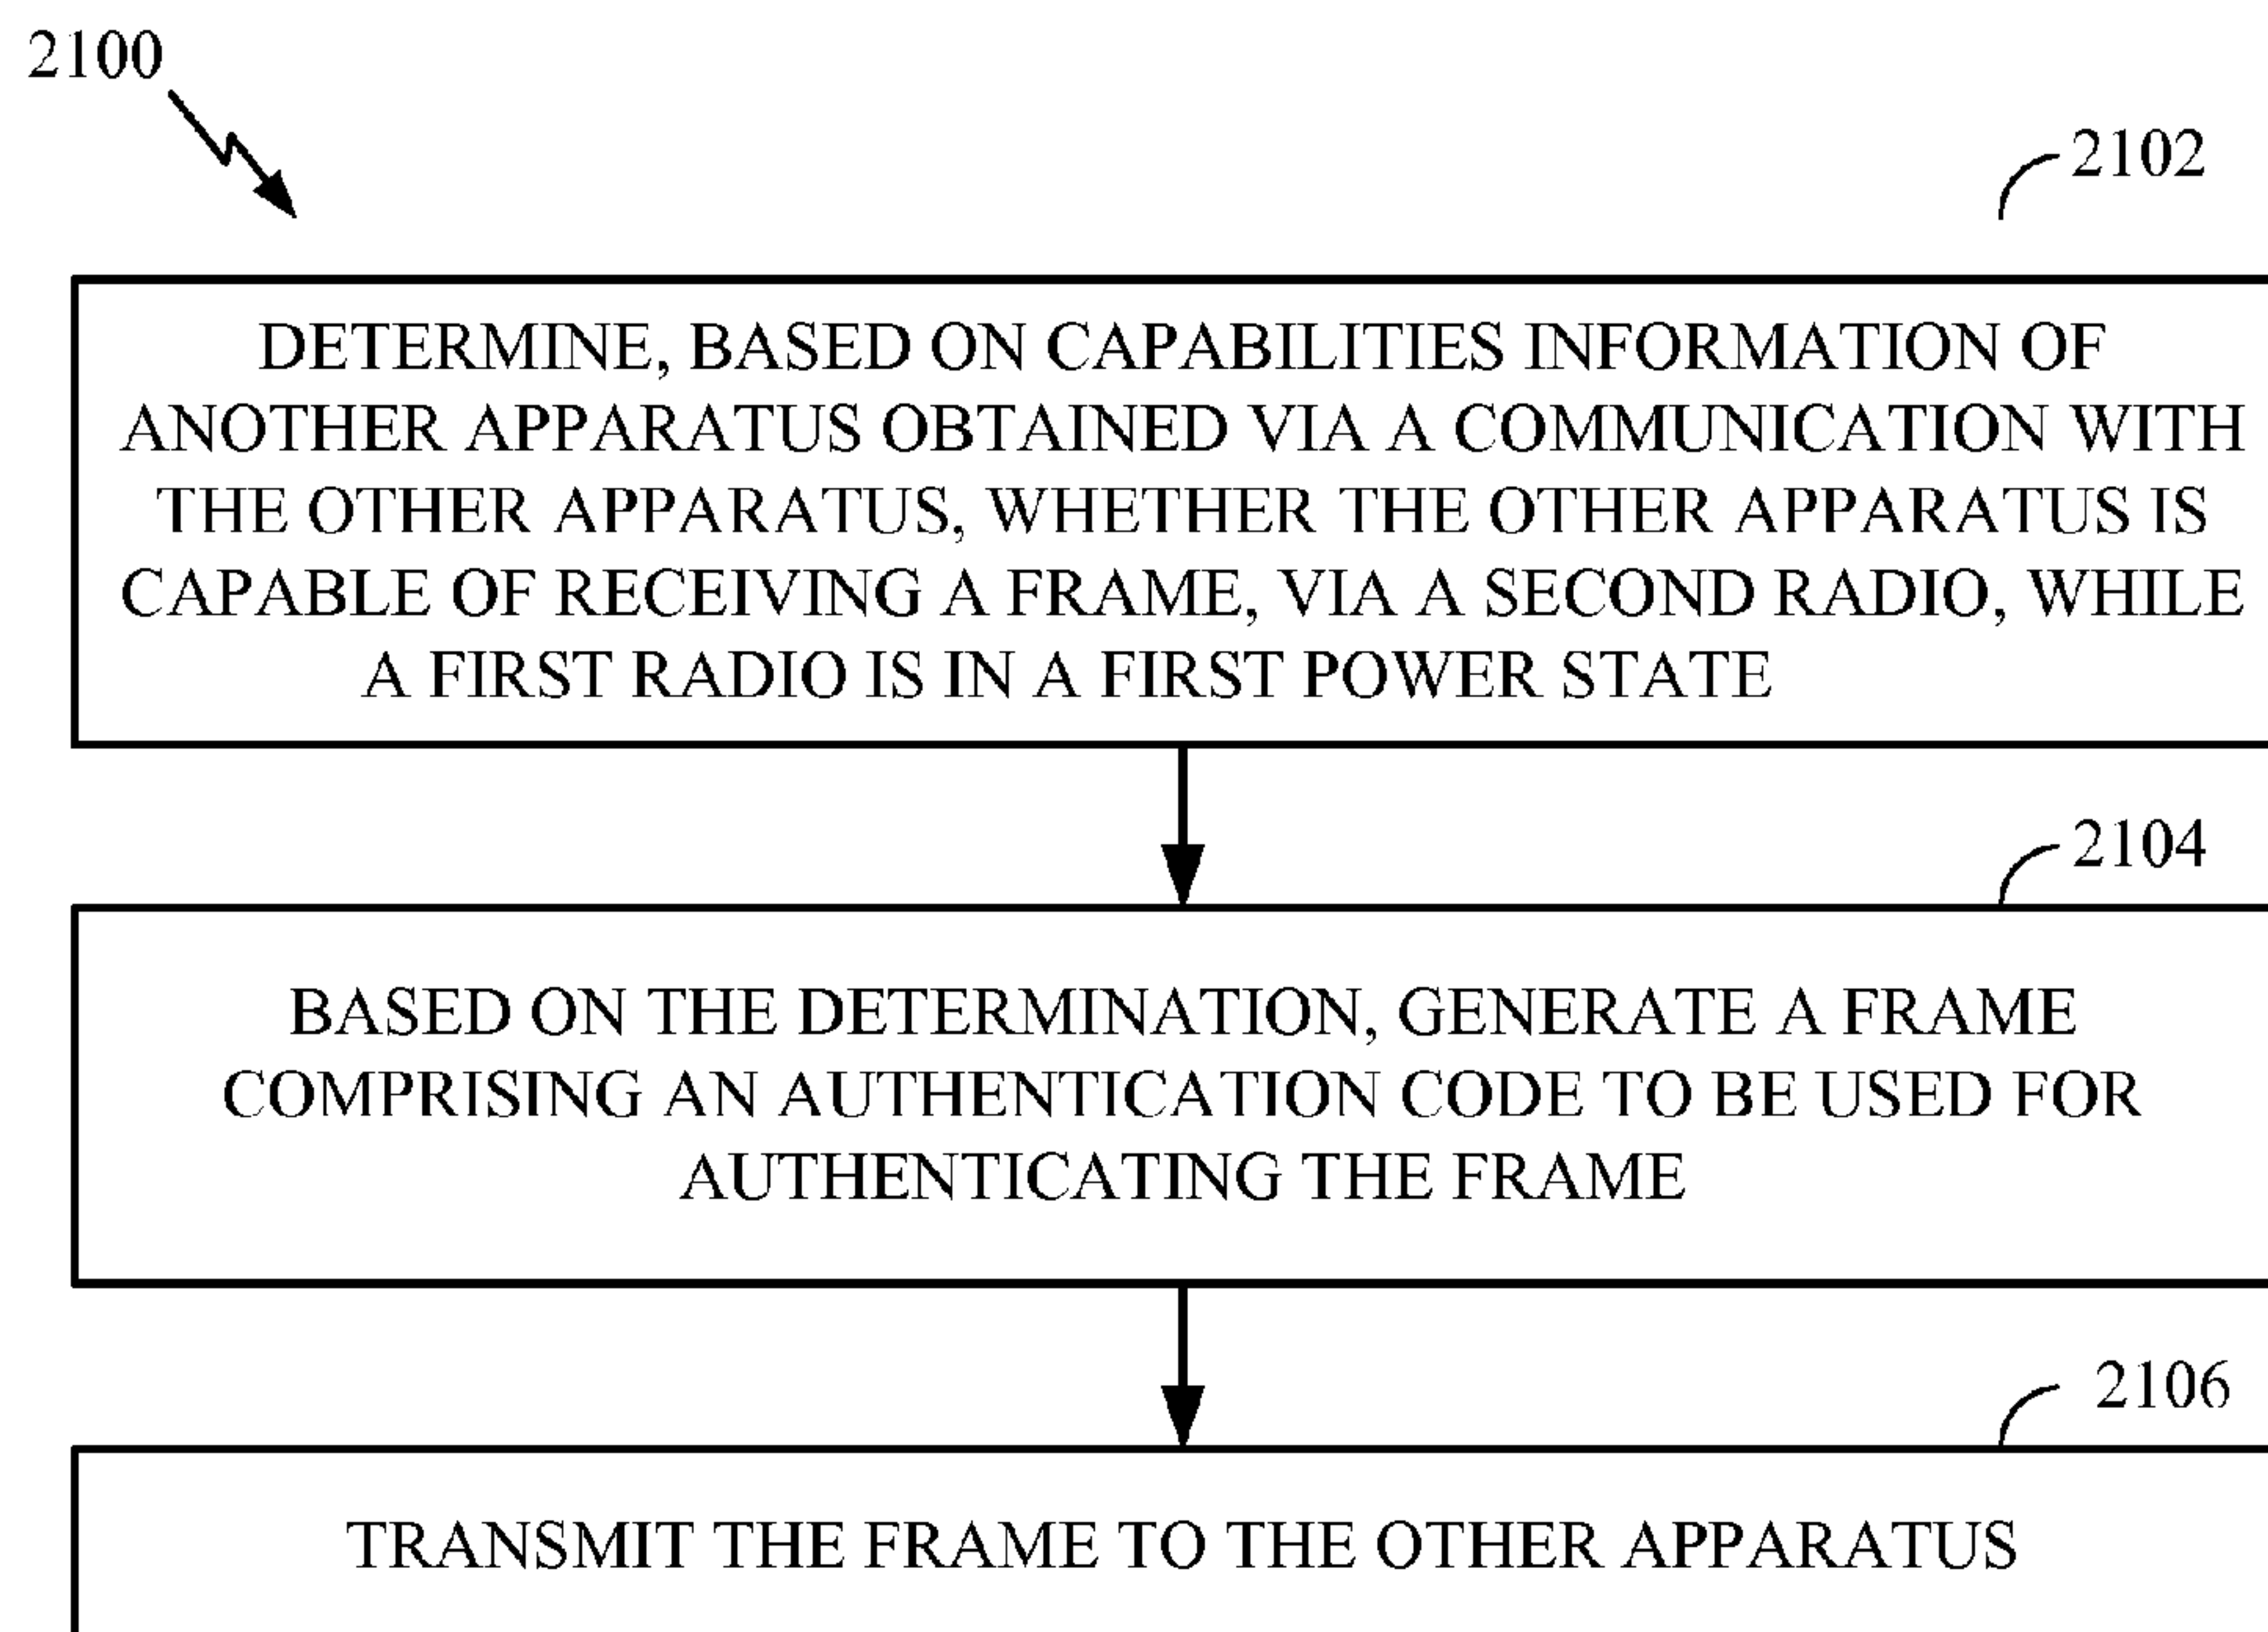 2100
2102
DETERMINE, BASED ON CAPABILITIES INFORMATION OF
ANOTHER APPARATUS OBTAINED VIA A COMMUNICATION WITH
THE OTHER APPARATUS, WHETHER THE OTHER APPARATUS IS
CAPABLE OF RECEIVING A FRAME, VIA A SECOND RADIO, WHILE
A FIRST RADIO IS IN A FIRST POWER STATE
2104
BASED ON THE DETERMINATION, GENERATE A FRAME
COMPRISING AN AUTHENTICATION CODE TO BE USED FOR
AUTHENTICATING THE FRAME
2106
TRANSMIT THE FRAME TO THE OTHER APPARATUS